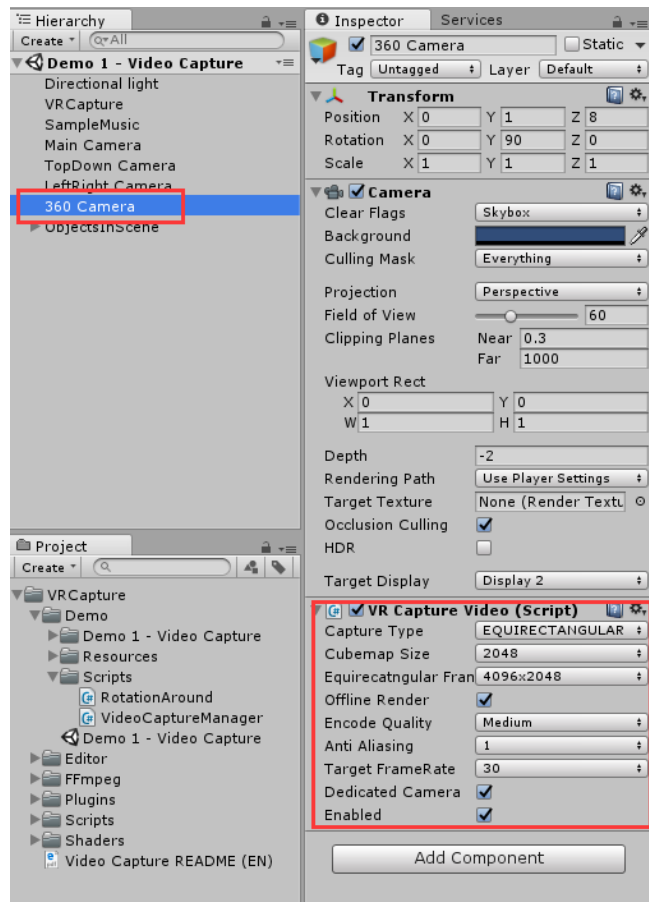 Hierarchy
Create
All
Demo 1 - Video Capture
Directional light
VRCapture
SampleMusic
Main Camera
TopDown Camera
LeftRight Camera
360 Camera
ObjectsInScene
Project
Create
VRCapture
Demo
Demo 1 - Video Capture
Resources
Scripts
RotationAround
VideoCaptureManager
Demo 1 - Video Capture
Editor
FFmpeg
Plugins
Scripts
Shaders
Video Capture README (EN)
Inspector Services
360 Camera Static
Tag Untagged Layer Default
Transform
Position X 0 Y 1 Z 8
Rotation X 0 Y 90 Z 0
Scale X 1 Y 1 Z 1
Camera
Clear Flags Skybox
Background
Culling Mask Everything
Projection Perspective
Field of View 60
Clipping Planes Near 0.3
Far 1000
Viewport Rect
X 0 Y 0
W 1 H 1
Depth -2
Rendering Path Use Player Settings
Target Texture None (Render Textu
Occlusion Culling
HDR
Target Display Display 2
VR Capture Video (Script)
Capture Type EQUIRECTANGULAR
Cubemap Size 2048
Equirecatngular Fran 4096x2048
Offline Render
Encode Quality Medium
Anti Aliasing 1
Target FrameRate 30
Dedicated Camera
Enabled
Add Component